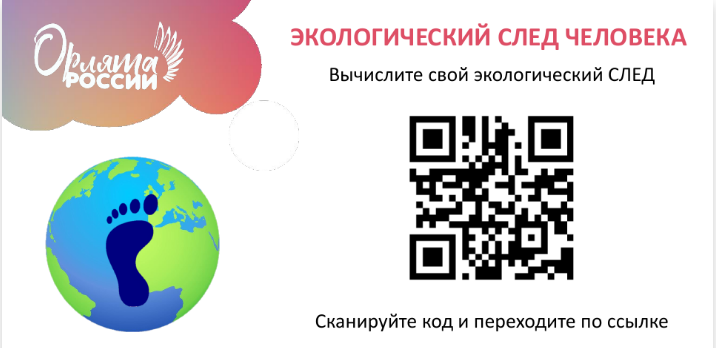 Орлята
РОССИИ
ЭКОЛОГИЧЕСКИЙ СЛЕД ЧЕЛОВЕКА
Вычислите свой экологический СЛЕД
Сканируйте код и переходите по ссылке